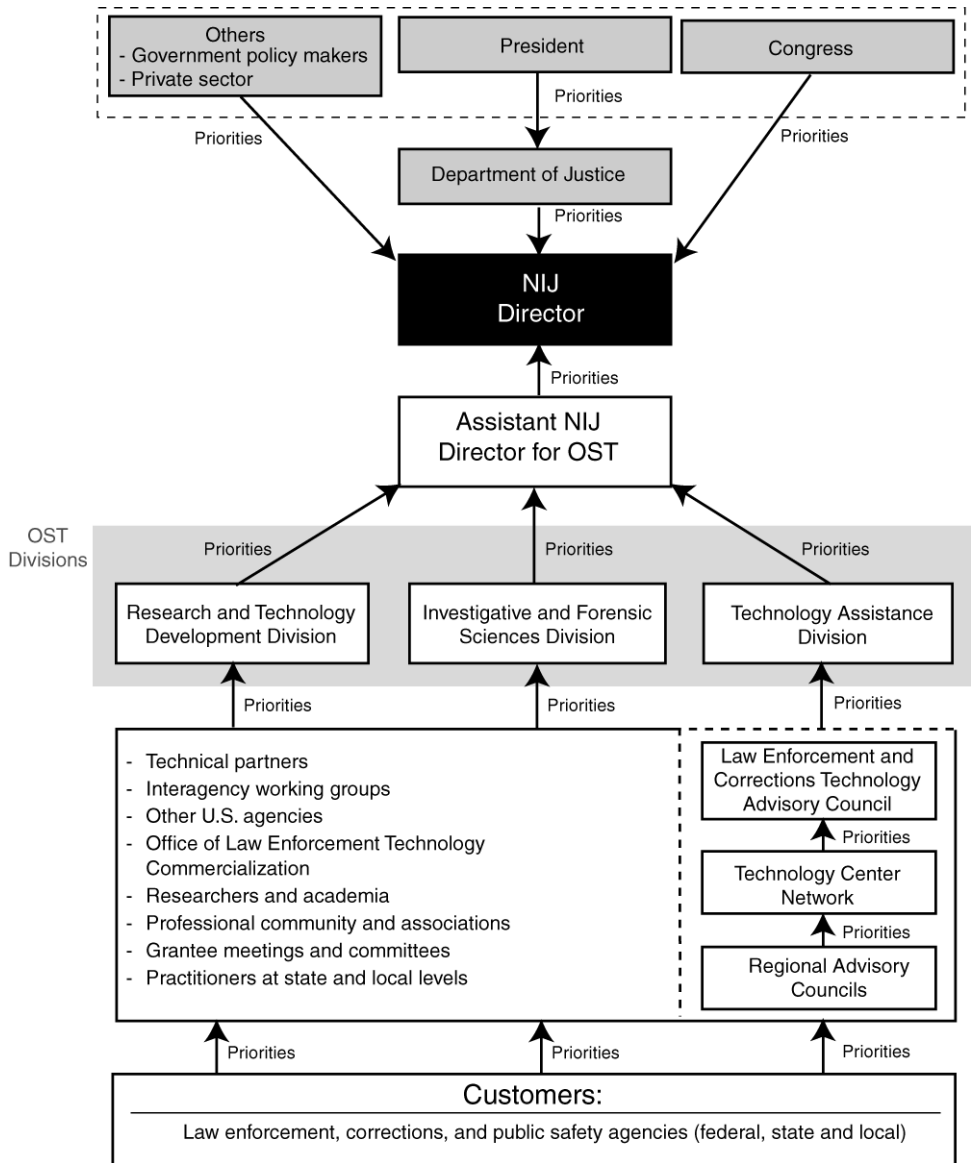 Others
- Government policy makers
- Private sector
President
Congress
Priorities
Priorities
Priorities
Department of Justice
Priorities
NIJ
Director
Priorities
Assistant NIJ
Director for OST
OST
Divisions
Priorities
Priorities
Priorities
Research and Technology
Development Division
Investigative and Forensic
Sciences Division
Technology Assistance
Division
Priorities
Priorities
Priorities
- Technical partners
- Interagency working groups
- Other U.S. agencies
- Office of Law Enforcement Technology
Commercialization
- Researchers and academia
- Professional community and associations
- Grantee meetings and committees
- Practitioners at state and local levels
Law Enforcement and
Corrections Technology
Advisory Council
Priorities
Technology Center
Network
Priorities
Regional Advisory
Councils
Priorities
Priorities
Priorities
Customers:
Law enforcement, corrections, and public safety agencies (federal, state and local)